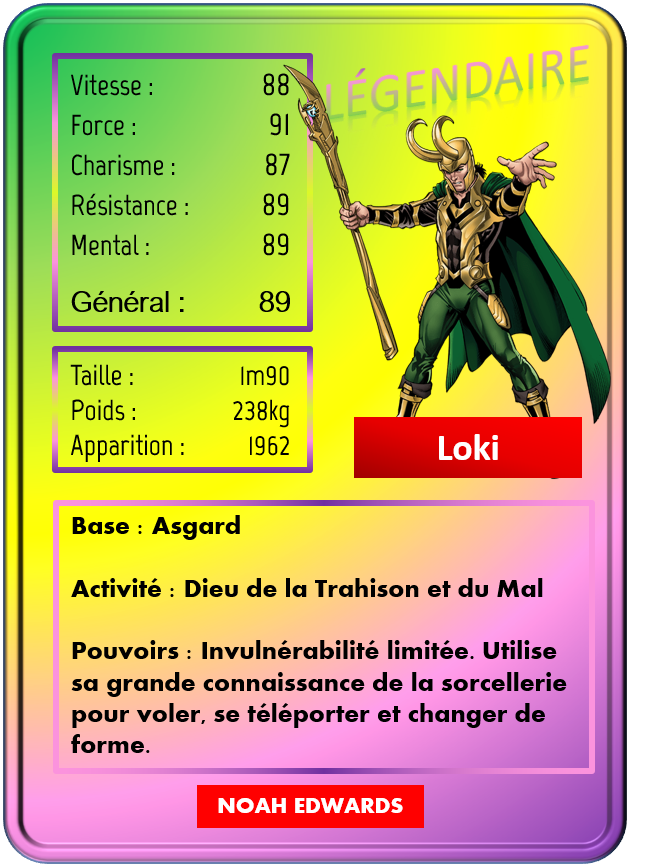 LÉGENDAIRE
Vitesse : 88
Force : 91
Charisme : 87
Résistance : 89
Mental : 89
Général : 89
Taille : 1m90
Poids : 238kg
Apparition : 1962
Loki
Base : Asgard
Activité : Dieu de la Trahison et du Mal
Pouvoirs : Invulnérabilité limitée. Utilise
sa grande connaissance de la sorcellerie
pour voler, se téléporter et changer de
forme.
NOAH EDWARDS